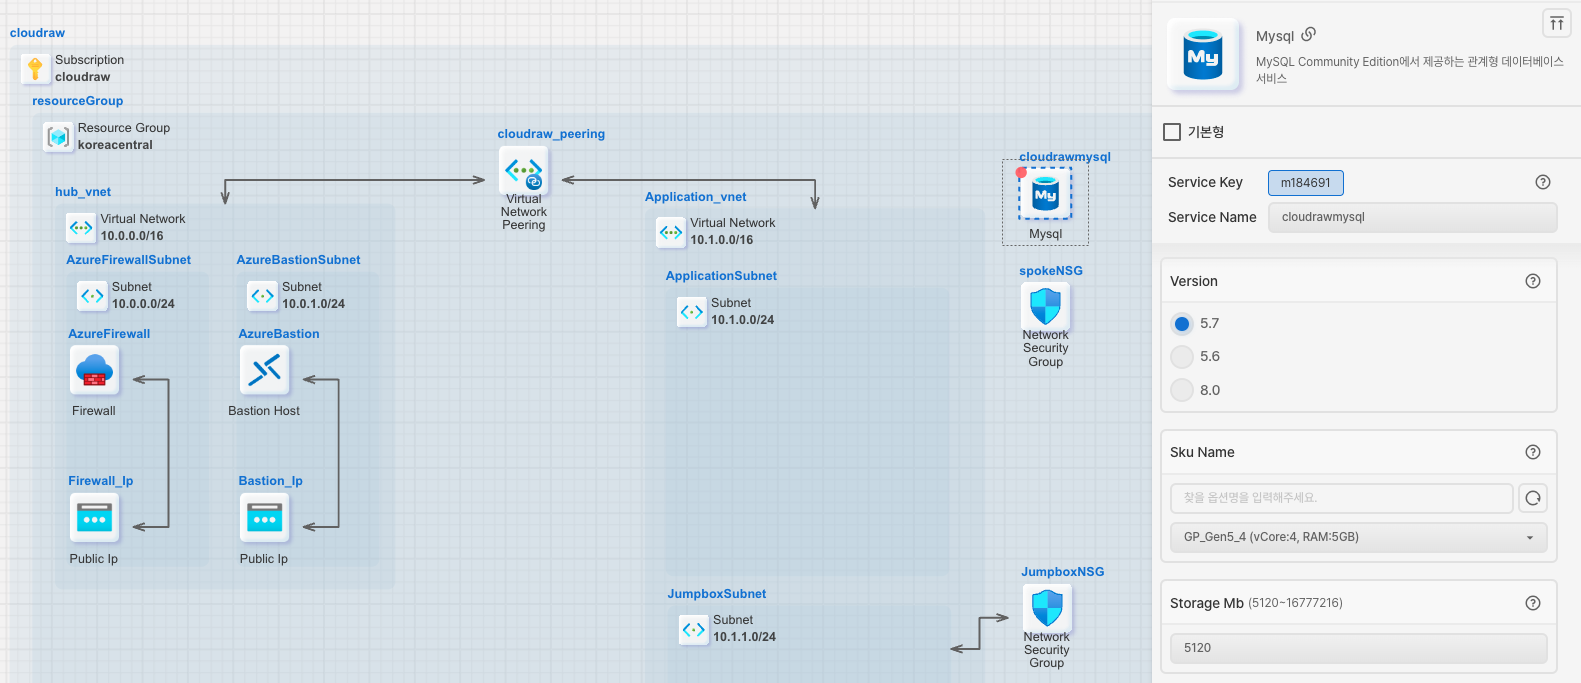 cloudraw
Subscription
cloudraw
resourceGroup
Resource Group
koreacentral
cloudraw_peering
Virtual
Network
Peering
hub_vnet
Virtual Network
10.0.0.0/16
AzureFirewallSubnet
Subnet
10.0.0.0/24
AzureBastionSubnet
Subnet
10.0.1.0/24
AzureFirewall
Firewall
AzureBastion
Bastion Host
Firewall_Ip
Public Ip
Bastion_Ip
Public Ip
Application_vnet
Virtual Network
10.1.0.0/16
ApplicationSubnet
Subnet
10.1.0.0/24
JumpboxSubnet
Subnet
10.1.1.0/24
cloudrawmysql
My
Mysql
spokeNSG
Network
Security
Group
JumpboxNSG
Network
Security
Group
My
Mysql
MySQL Community Edition에서 제공하는 관계형 데이터베이스
서비스
기본형
Service Key
m184691
Service Name
cloudrawmysql
Version
5.7
5.6
8.0
Sku Name
찾을 옵션명을 입력해주세요.
GP_Gen5_4 (vCore:4, RAM:5GB)
Storage Mb (5120~16777216)
5120